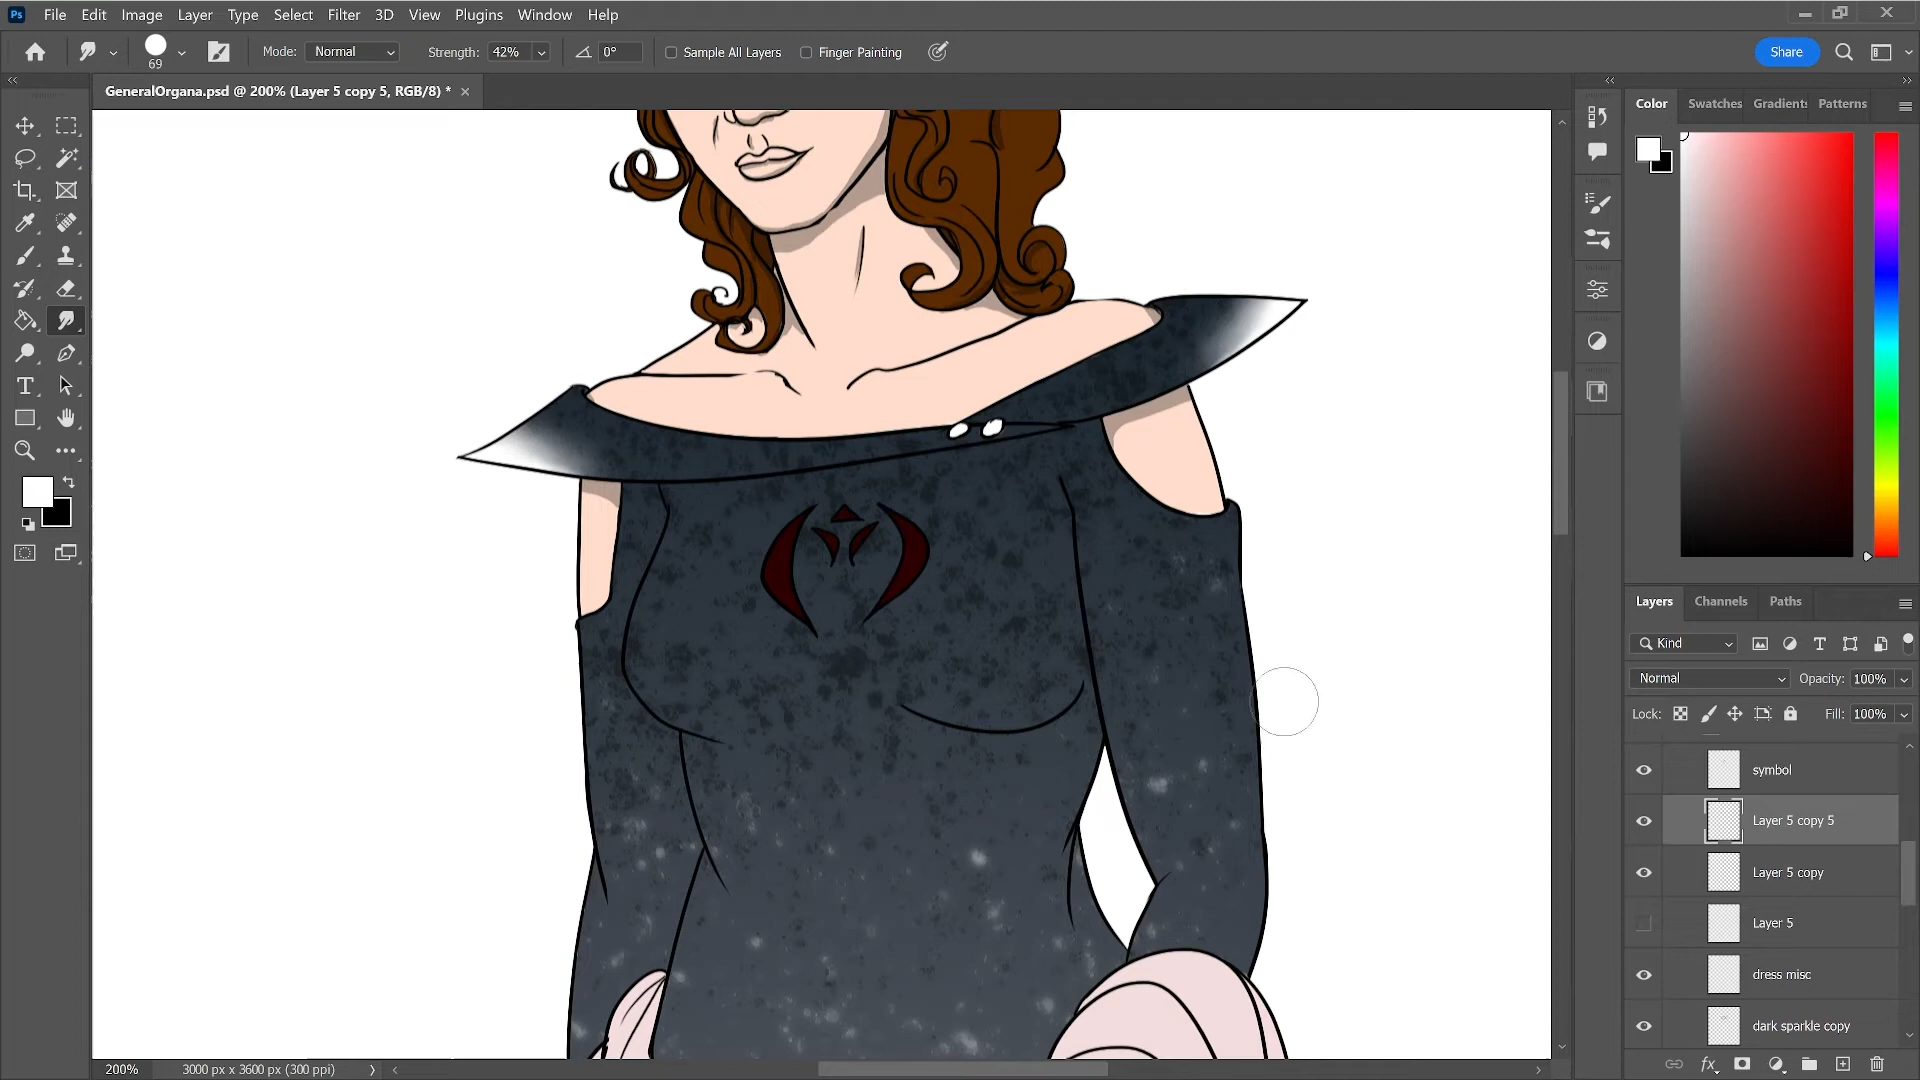 Ps File Edit Image Layer Type Select Filter 3D View Plugins Window Help
69 Mode: Normal Strength: 42% 0° Sample All Layers Finger Painting Share
GeneralOrgana.psd @ 200% (Layer 5 copy 5, RGB/8) *
Color Swatches Gradients Patterns
Layers Channels Paths
Kind
Normal Opacity: 100%
Lock: Fill: 100%
symbol
Layer 5 copy 5
Layer 5 copy
Layer 5
dress misc
dark sparkle copy
200% 3000 px x 3600 px (300 ppi)